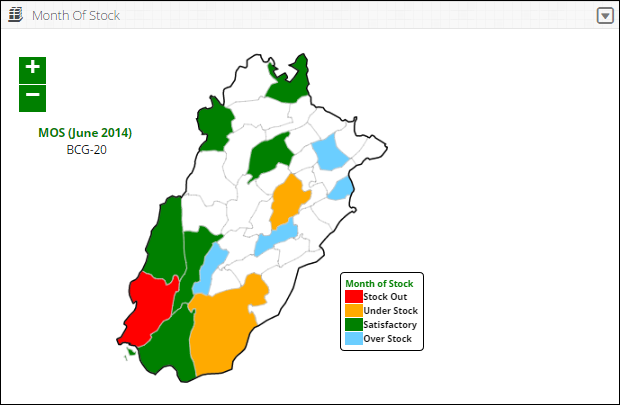 Month Of Stock
+
−
MOS (June 2014)
BCG-20
Month of Stock
Stock Out
Under Stock
Satisfactory
Over Stock